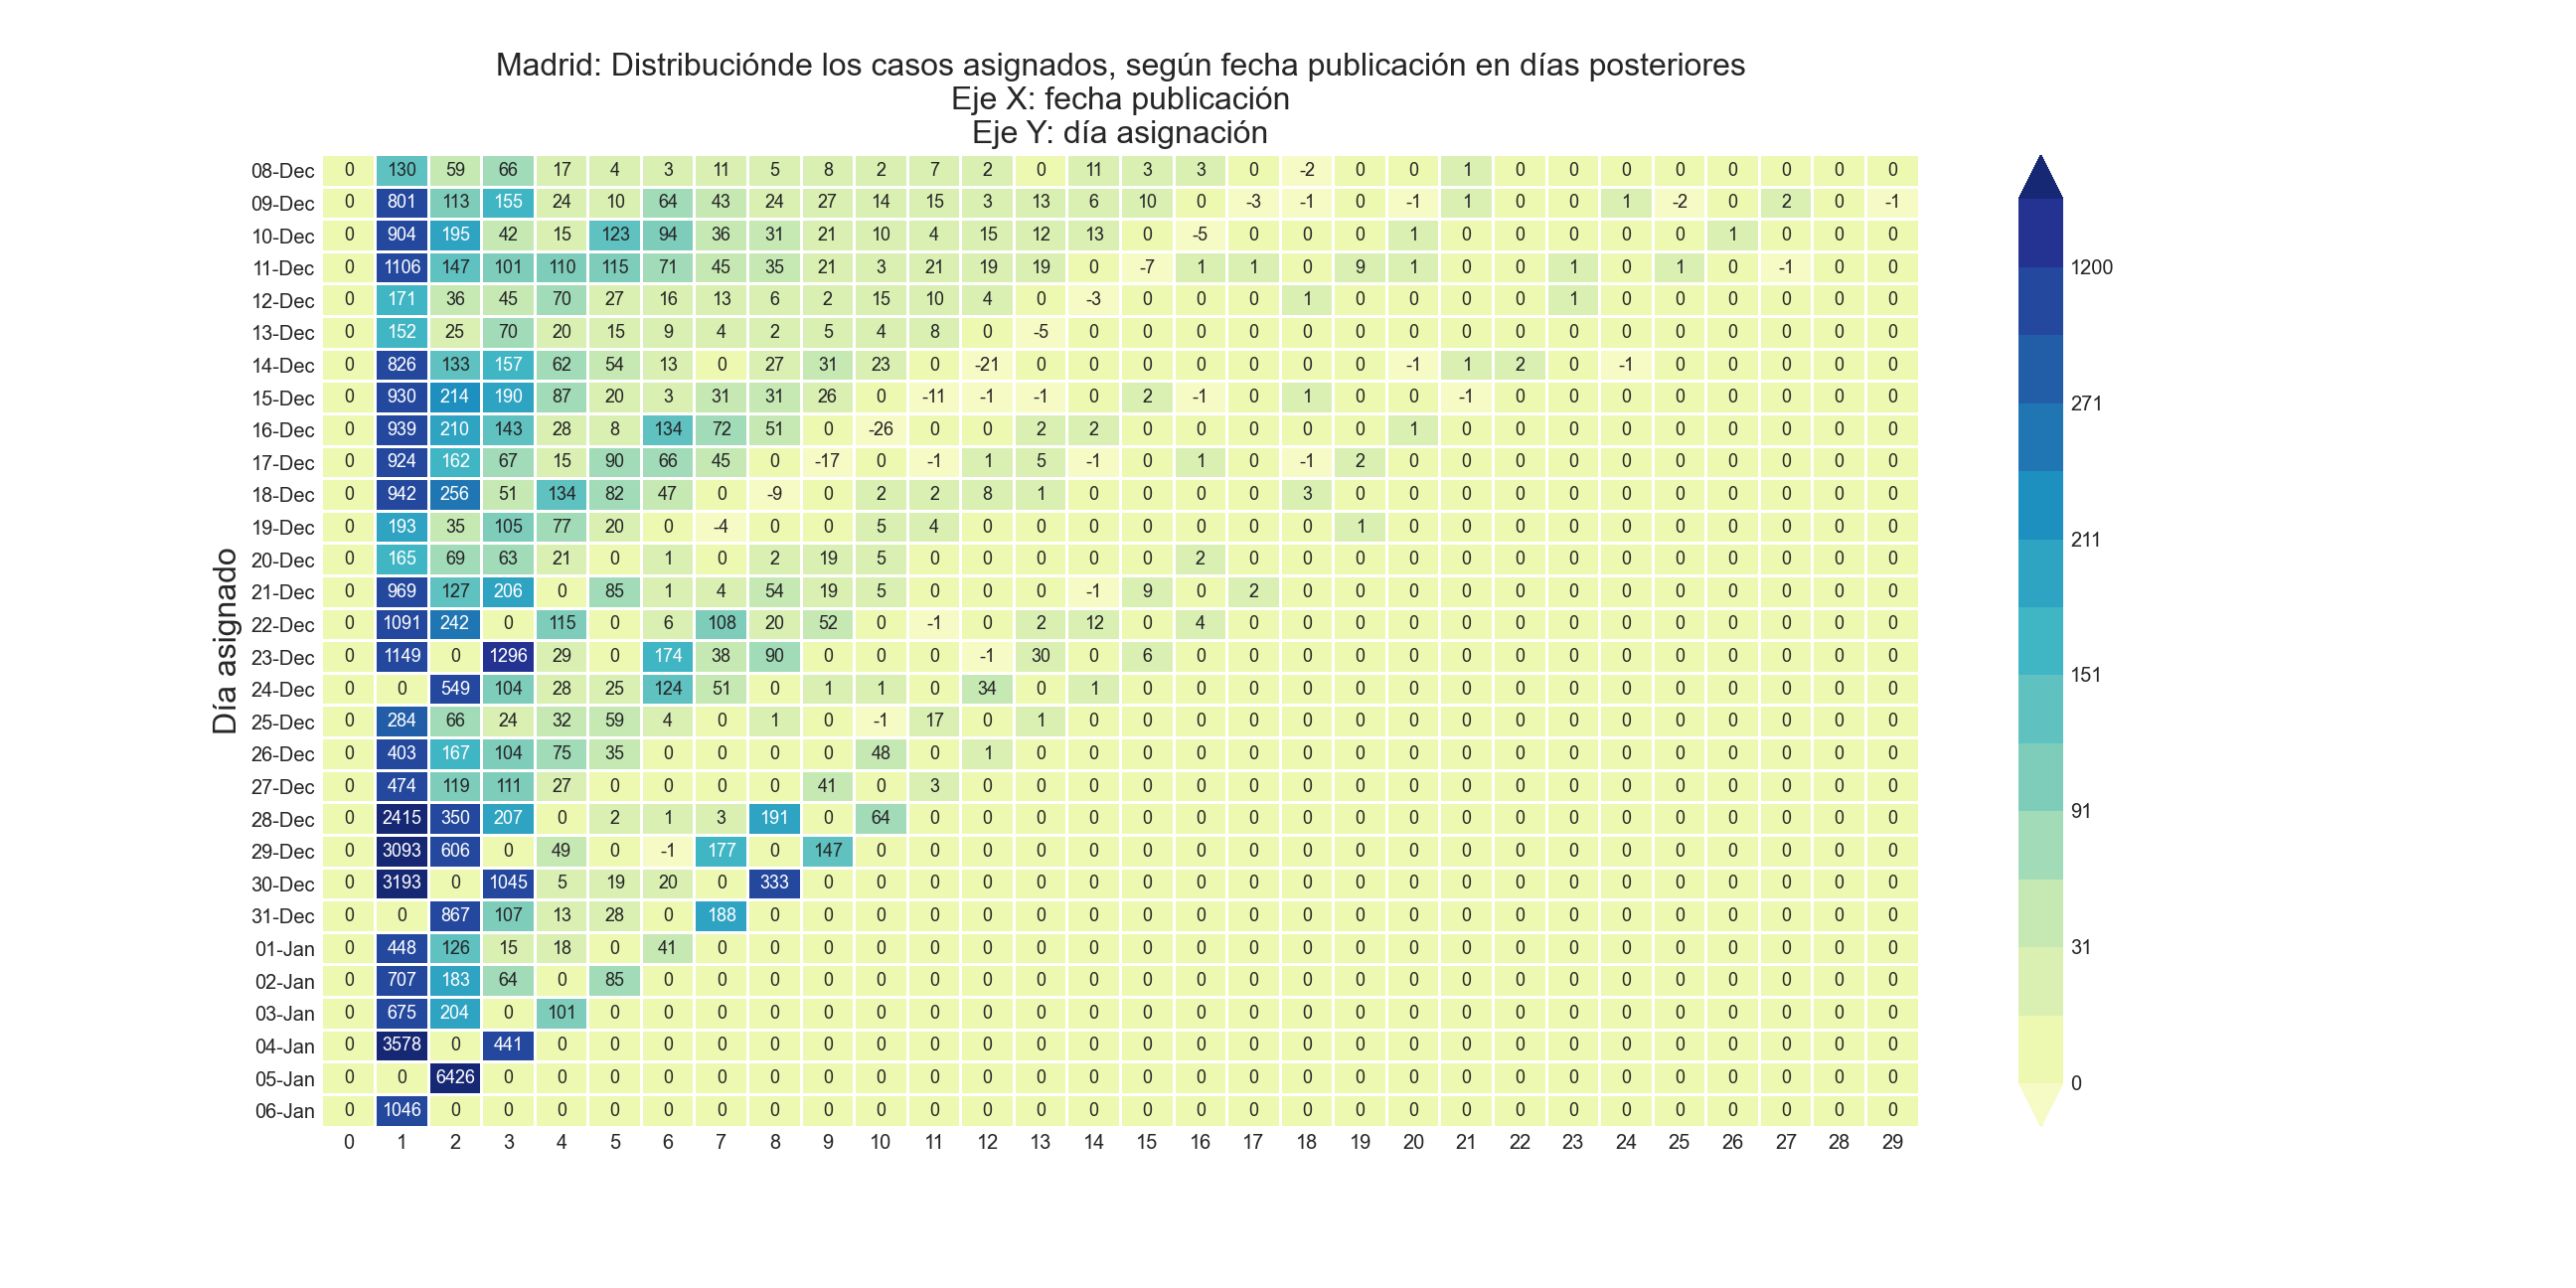 Madrid: Distribuciónde los casos asignados, según fecha publicación en días posteriores
Eje X: fecha publicación
Eje Y: día asignación
Día asignado
08-Dec 0 130 59 66 17 4 3 11 5 8 2 7 2 0 11 3 3 0 -2 0 0 1 0 0 0 0 0 0 0 0
09-Dec 0 801 113 155 24 10 64 43 24 27 14 15 3 13 6 10 0 -3 -1 0 -1 1 0 0 1 -2 0 2 0 -1
10-Dec 0 904 195 42 15 123 94 36 31 21 10 4 15 12 13 0 -5 0 0 0 1 0 0 0 0 0 1 0 0 0
11-Dec 0 1106 147 101 110 115 71 45 35 21 3 21 19 19 0 -7 1 1 0 9 1 0 0 1 0 1 0 -1 0 0
12-Dec 0 171 36 45 70 27 16 13 6 2 15 10 4 0 -3 0 0 0 1 0 0 0 0 1 0 0 0 0 0 0
13-Dec 0 152 25 70 20 15 9 4 2 5 4 8 0 -5 0 0 0 0 0 0 0 0 0 0 0 0 0 0 0 0
14-Dec 0 826 133 157 62 54 13 0 27 31 23 0 -21 0 0 0 0 0 0 0 -1 1 2 0 -1 0 0 0 0 0
15-Dec 0 930 214 190 87 20 3 31 31 26 0 -11 -1 -1 0 2 -1 0 1 0 0 -1 0 0 0 0 0 0 0 0
16-Dec 0 939 210 143 28 8 134 72 51 0 -26 0 0 2 2 0 0 0 0 0 1 0 0 0 0 0 0 0 0 0
17-Dec 0 924 162 67 15 90 66 45 0 -17 0 -1 1 5 -1 0 1 0 -1 2 0 0 0 0 0 0 0 0 0 0
18-Dec 0 942 256 51 134 82 47 0 -9 0 2 2 8 1 0 0 0 0 3 0 0 0 0 0 0 0 0 0 0 0
19-Dec 0 193 35 105 77 20 0 -4 0 0 5 4 0 0 0 0 0 0 0 1 0 0 0 0 0 0 0 0 0 0
20-Dec 0 165 69 63 21 0 1 0 2 19 5 0 0 0 0 0 2 0 0 0 0 0 0 0 0 0 0 0 0 0
21-Dec 0 969 127 206 0 85 1 4 54 19 5 0 0 0 -1 9 0 2 0 0 0 0 0 0 0 0 0 0 0 0
22-Dec 0 1091 242 0 115 0 6 108 20 52 0 -1 0 2 12 0 4 0 0 0 0 0 0 0 0 0 0 0 0 0
23-Dec 0 1149 0 1296 29 0 174 38 90 0 0 0 -1 30 0 6 0 0 0 0 0 0 0 0 0 0 0 0 0 0
24-Dec 0 0 549 104 28 25 124 51 0 1 1 0 34 0 1 0 0 0 0 0 0 0 0 0 0 0 0 0 0 0
25-Dec 0 284 66 24 32 59 4 0 1 0 -1 17 0 1 0 0 0 0 0 0 0 0 0 0 0 0 0 0 0 0
26-Dec 0 403 167 104 75 35 0 0 0 0 48 0 1 0 0 0 0 0 0 0 0 0 0 0 0 0 0 0 0 0
27-Dec 0 474 119 111 27 0 0 0 0 41 0 3 0 0 0 0 0 0 0 0 0 0 0 0 0 0 0 0 0 0
28-Dec 0 2415 350 207 0 2 1 3 191 0 64 0 0 0 0 0 0 0 0 0 0 0 0 0 0 0 0 0 0 0
29-Dec 0 3093 606 0 49 0 -1 177 0 147 0 0 0 0 0 0 0 0 0 0 0 0 0 0 0 0 0 0 0 0
30-Dec 0 3193 0 1045 5 19 20 0 333 0 0 0 0 0 0 0 0 0 0 0 0 0 0 0 0 0 0 0 0 0
31-Dec 0 0 867 107 13 28 0 188 0 0 0 0 0 0 0 0 0 0 0 0 0 0 0 0 0 0 0 0 0 0
01-Jan 0 448 126 15 18 0 41 0 0 0 0 0 0 0 0 0 0 0 0 0 0 0 0 0 0 0 0 0 0 0
02-Jan 0 707 183 64 0 85 0 0 0 0 0 0 0 0 0 0 0 0 0 0 0 0 0 0 0 0 0 0 0 0
03-Jan 0 675 204 0 101 0 0 0 0 0 0 0 0 0 0 0 0 0 0 0 0 0 0 0 0 0 0 0 0 0
04-Jan 0 3578 0 441 0 0 0 0 0 0 0 0 0 0 0 0 0 0 0 0 0 0 0 0 0 0 0 0 0 0
05-Jan 0 0 6426 0 0 0 0 0 0 0 0 0 0 0 0 0 0 0 0 0 0 0 0 0 0 0 0 0 0 0
06-Jan 0 1046 0 0 0 0 0 0 0 0 0 0 0 0 0 0 0 0 0 0 0 0 0 0 0 0 0 0 0 0
0 1 2 3 4 5 6 7 8 9 10 11 12 13 14 15 16 17 18 19 20 21 22 23 24 25 26 27 28 29
1200
271
211
151
91
31
0